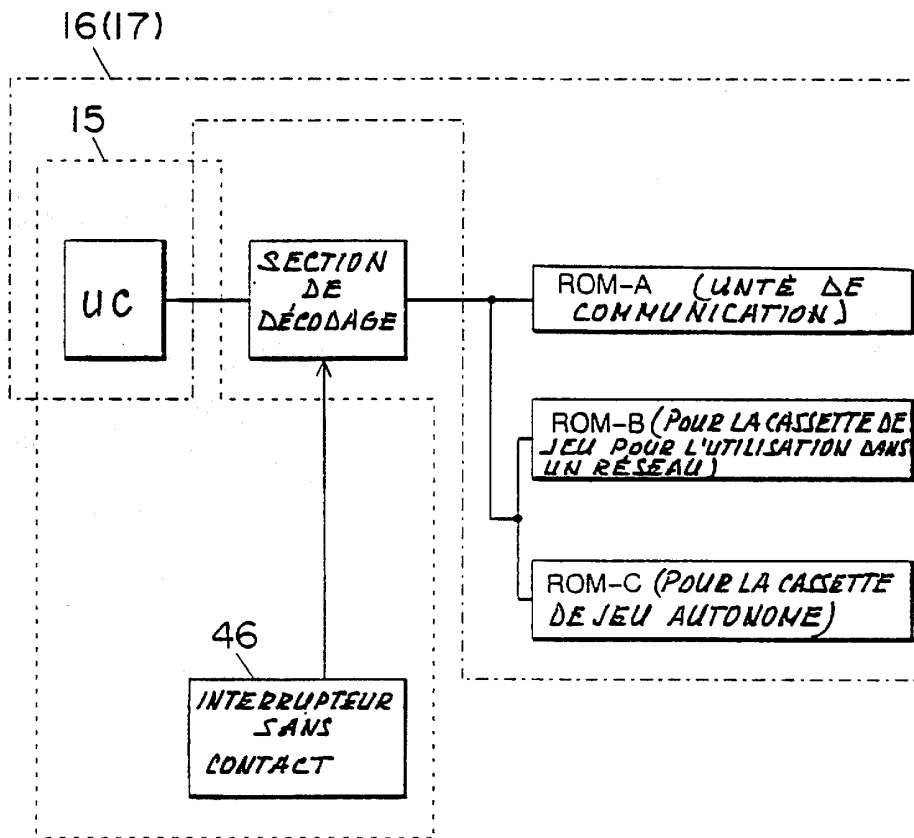 16(17)
15
UC
SECTION
DE
DÉCODAGE
ROM-A (UNTÉ DE
COMMUNICATION)
ROM-B (POUR LA CASSETTE DE
JEU POUR L'UTILISATION DANS
UN RÉSEAU)
ROM-C (POUR LA CASSETTE
DE JEU AUTONOME)
46
INTERRUPTEUR
SANS
CONTACT